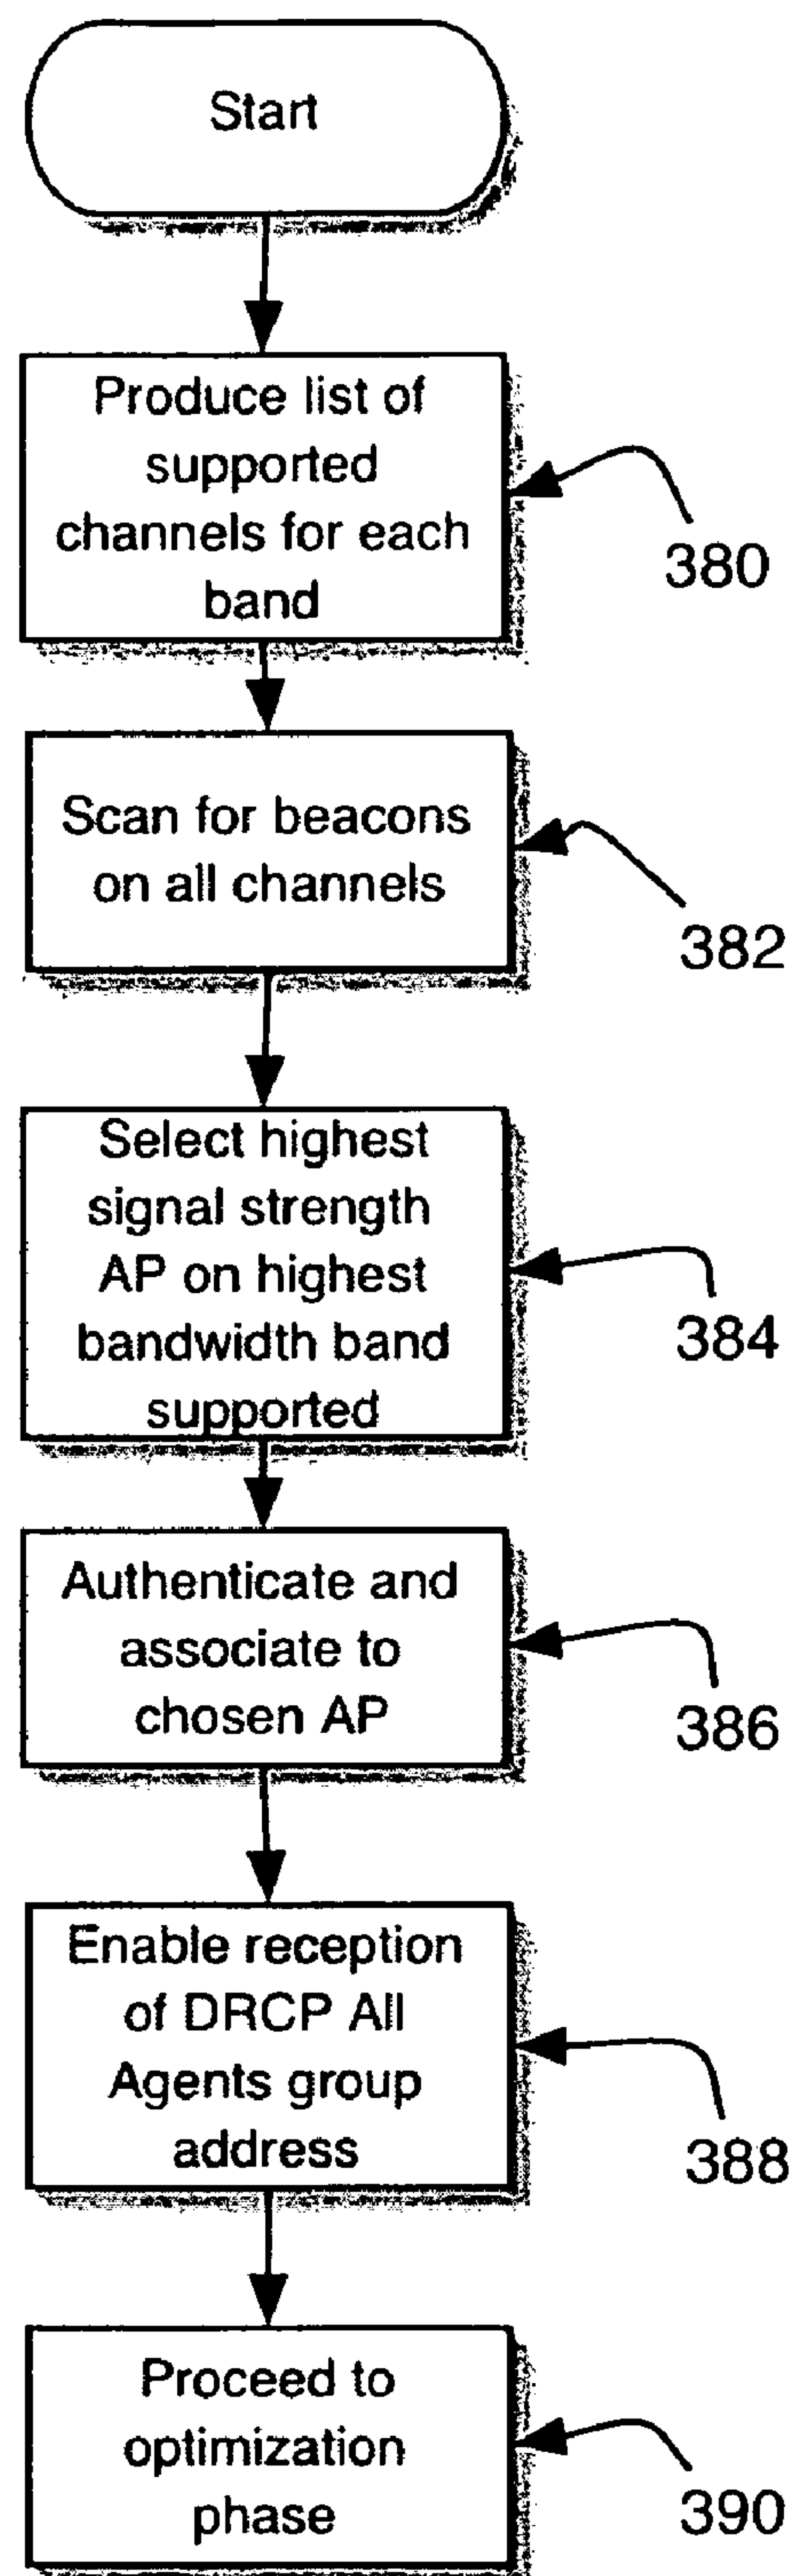 Start
Produce list of
supported
channels for each
band
380
Scan for beacons
on all channels
382
Select highest
signal strength
AP on highest
bandwidth band
supported
384
Authenticate and
associate to
chosen AP
386
Enable reception
of DRCP All
Agents group
address
388
Proceed to
optimization
phase
390